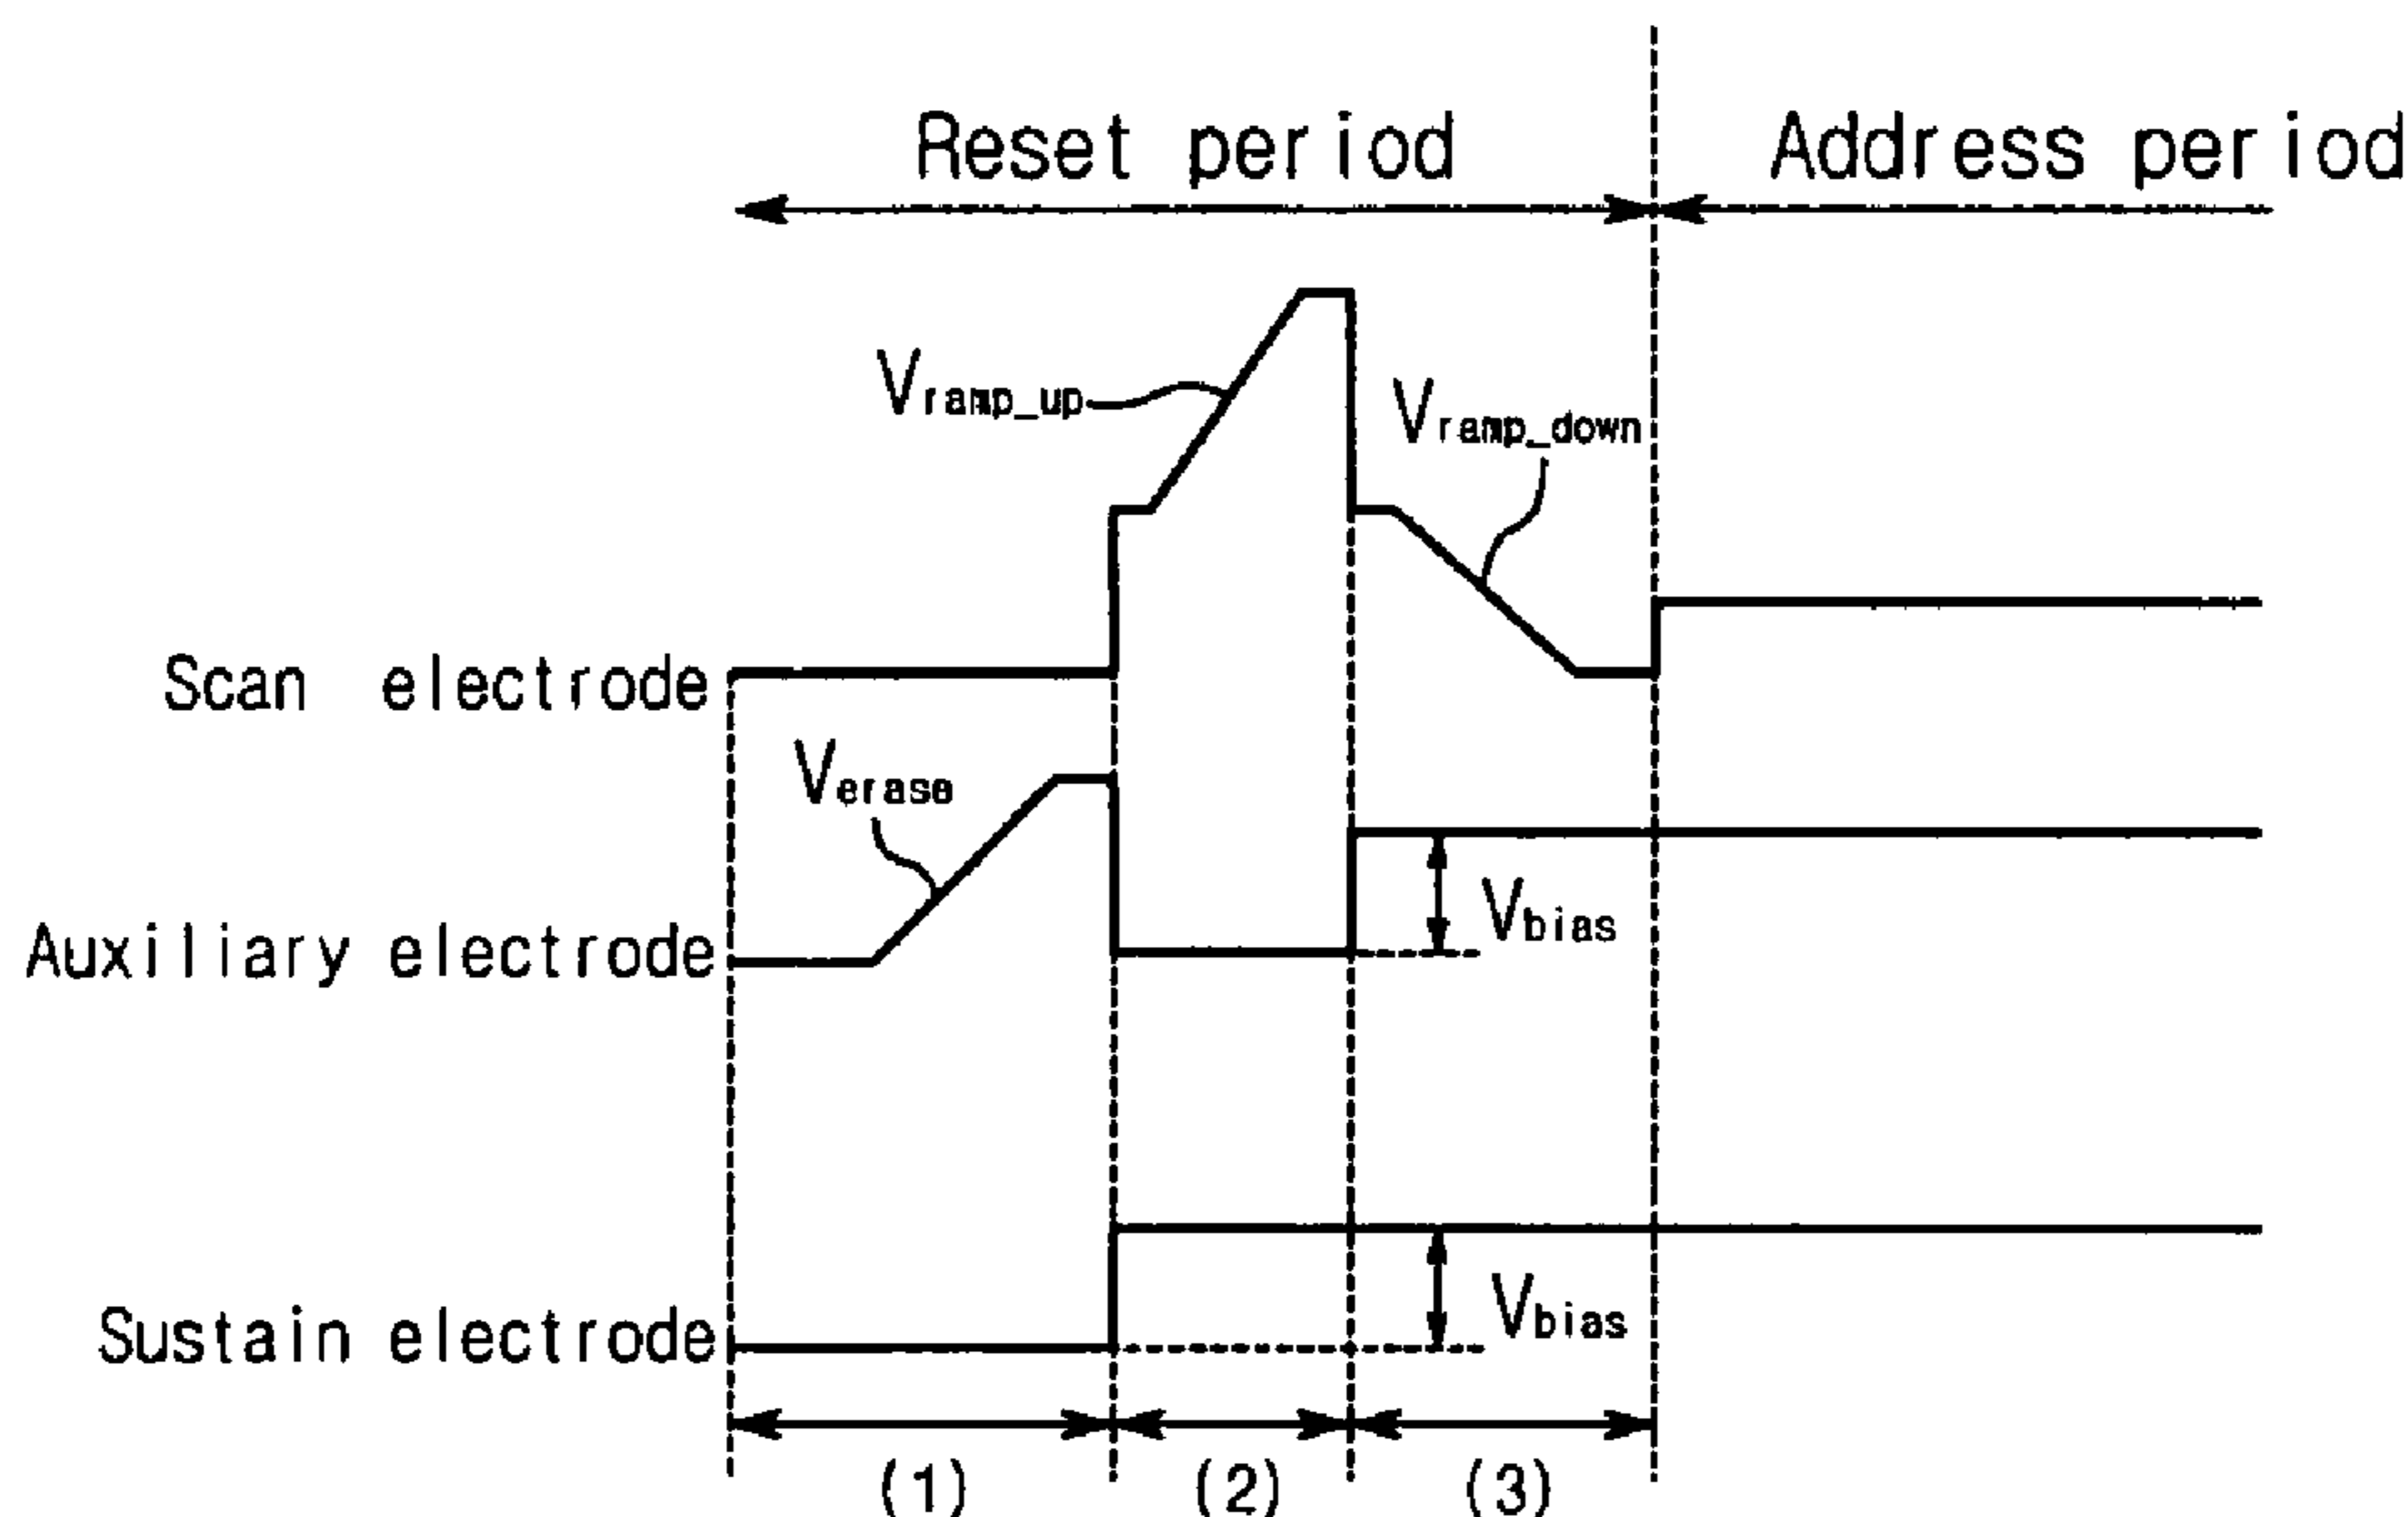 Reset period
Address period
Vramp_up
Vramp_down
Scan electrode
Verase
Auxiliary electrode
Vbias
Sustain electrode
Vbias
(1)
(2)
(3)